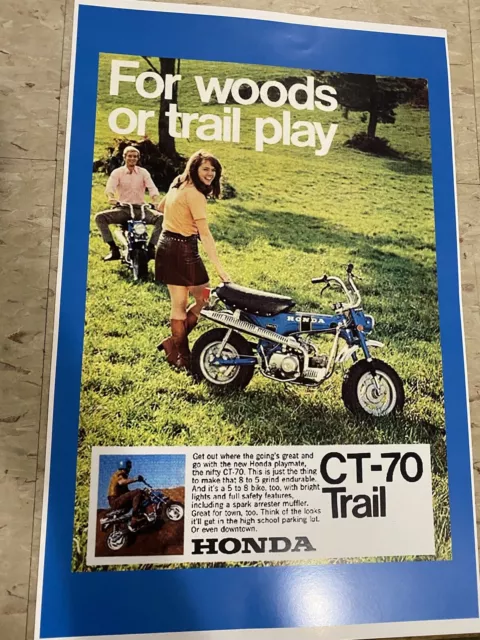 For woods
or trail play
HONDA
Get out where the going's great and
go with the new Honda playmate,
the nifty CT-70. This is just the thing
to make that 8 to 5 grind endurable.
And it's a 5 to 8 bike, too, with bright
lights and full safety features,
including a spark arrester muffler.
Great for town, too. Think of the looks
it'll get in the high school parking lot.
Or even downtown.
HONDA
CT-70
Trail